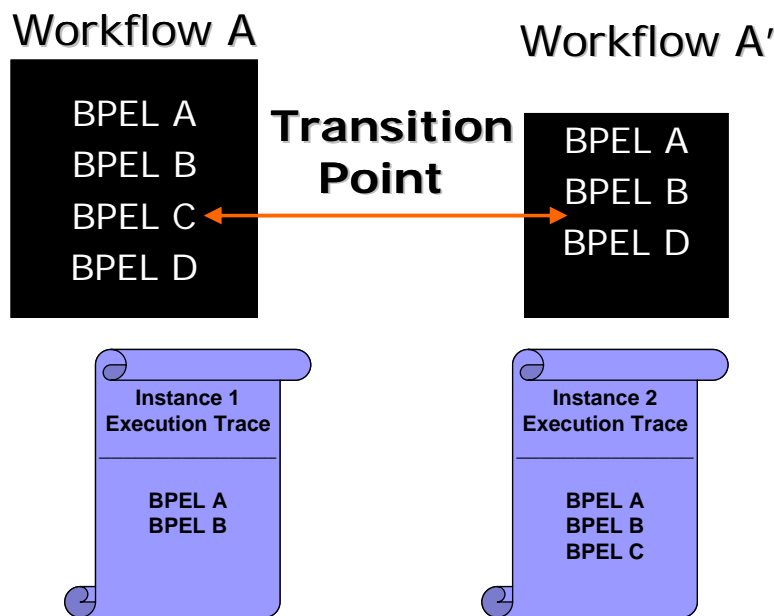 Workflow A
BPEL A
BPEL B
BPEL C
BPEL D
Transition
Point
Workflow A’
BPEL A
BPEL B
BPEL D
Instance 1
Execution Trace
BPEL A
BPEL B
Instance 2
Execution Trace
BPEL A
BPEL B
BPEL C